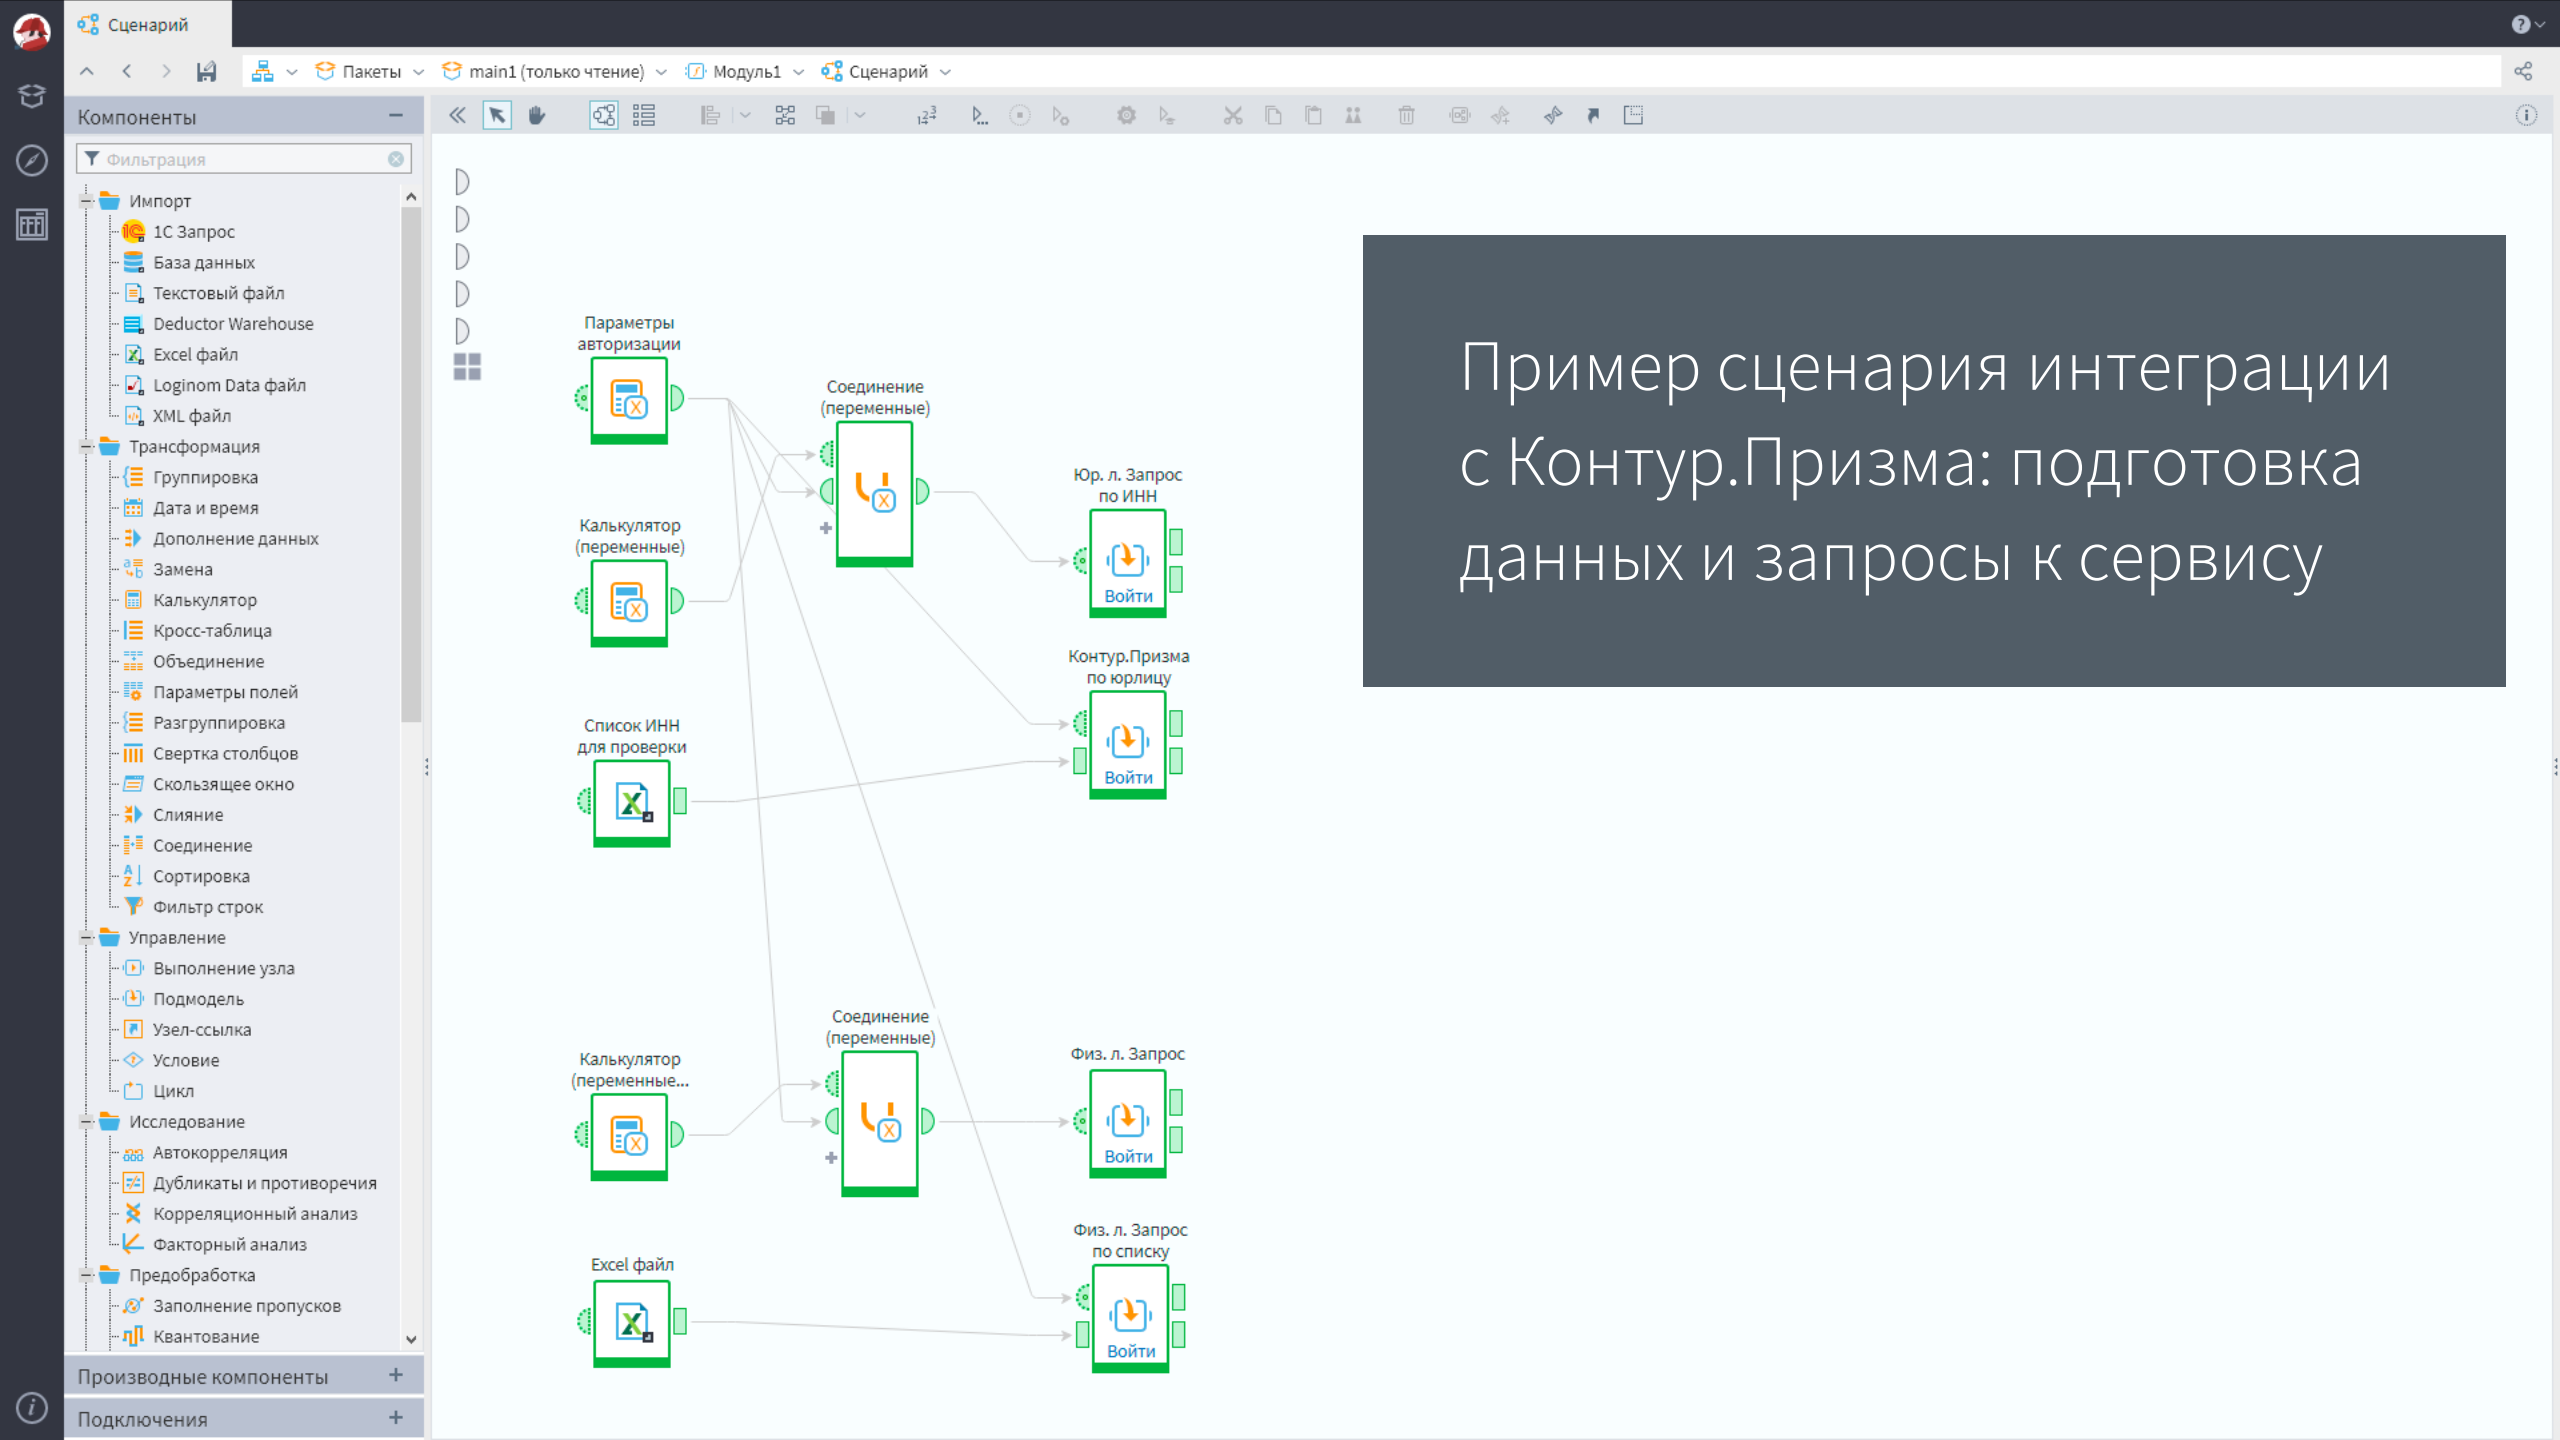 Сценарий
Пакеты
main1 (только чтение)
Модуль1
Сценарий
Компоненты
Фильтрация
Импорт
1С Запрос
База данных
Текстовый файл
Deductor Warehouse
Excel файл
Loginom Data файл
XML файл
Трансформация
Группировка
Дата и время
Дополнение данных
Замена
Калькулятор
Кросс-таблица
Объединение
Параметры полей
Разгруппировка
Свертка столбцов
Скользящее окно
Слияние
Соединение
Сортировка
Фильтр строк
Управление
Выполнение узла
Подмодель
Узел-ссылка
Условие
Цикл
Исследование
Автокорреляция
Дубликаты и противоречия
Корреляционный анализ
Факторный анализ
Предобработка
Заполнение пропусков
Квантование
Производные компоненты
Подключения
Параметры
авторизации
Соединение
(переменные)
Юр. л. Запрос
по ИНН
Войти
Калькулятор
(переменные)
Контур.Призма
по юрлицу
Войти
Список ИНН
для проверки
Соединение
(переменные)
Калькулятор
(переменные...
Физ. л. Запрос
Войти
Физ. л. Запрос
по списку
Войти
Excel файл
Пример сценария интеграции
с Контур.Призма: подготовка
данных и запросы к сервису